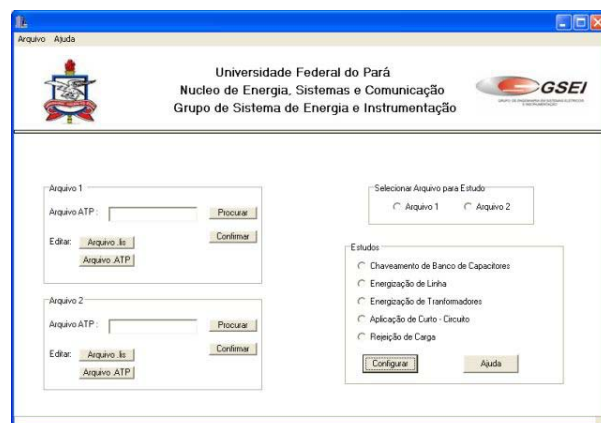 Arquivo Ajuda
Universidade Federal do Pará
Nucleo de Energia, Sistemas e Comunicação
Grupo de Sistema de Energia e Instrumentação
GSEI
Arquivo 1
Arquivo ATP :
Procurar
Confirmar
Editar:
Arquivo .lis
Arquivo .ATP
Arquivo 2
Arquivo ATP :
Procurar
Confirmar
Editar:
Arquivo .lis
Arquivo .ATP
Selecionar Arquivo para Estudo
Arquivo 1
Arquivo 2
Estudos
Chaveamento de Banco de Capacitores
Energização de Linha
Energização de Tranformadores
Aplicação de Curto - Circuito
Rejeição de Carga
Configurar
Ajuda